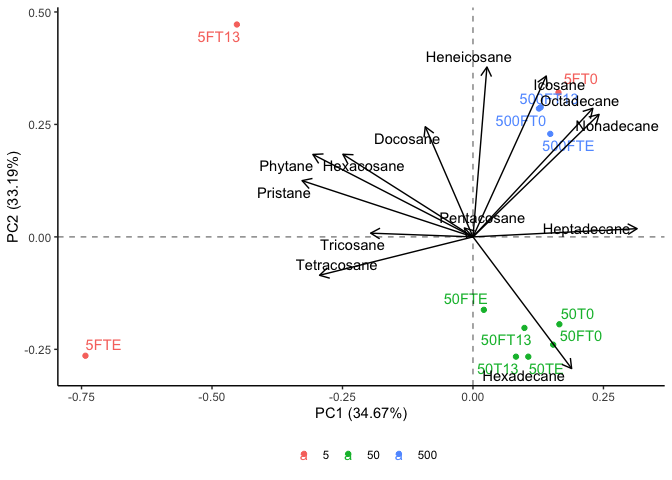 0.50
5FT13
Heneicosane
Icosane
5FT0
500FT13
Octadecane
0.25
500FT0
Nonadecane
Docosane
500FTE
Phytane
Hexacosane
Pristane
Pentacosane
Heptadecane
0.00
Tricosane
Tetracosane
50FTE
50T0
50FT13
50FT0
5FTE
-0.25
50T13
50TE
Hexadecane
PC2 (33.19%)
-0.75
-0.50
-0.25
0.00
0.25
PC1 (34.67%)
a 5 a 50 a 500